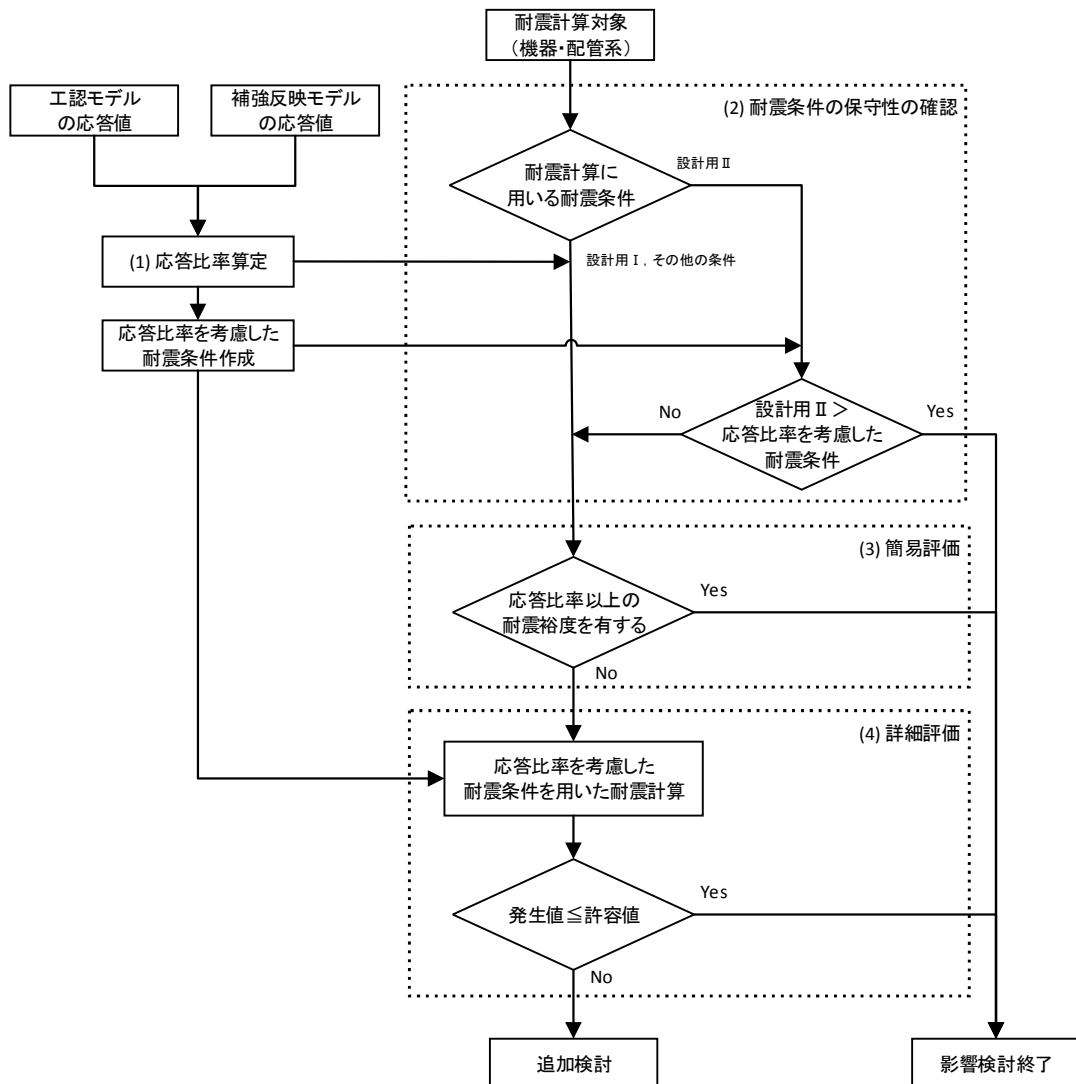 耐震計算対象
（機器・配管系）
工認モデル
の応答値
補強反映モデル
の応答値
(2) 耐震条件の保守性の確認
耐震計算に
用いる耐震条件
設計用Ⅱ
(1) 応答比率算定
設計用Ⅰ，その他の条件
応答比率を考慮した
耐震条件作成
設計用Ⅱ＞
応答比率を考慮した
耐震条件
No
Yes
(3) 簡易評価
応答比率以上の
耐震裕度を有する
Yes
No
(4) 詳細評価
応答比率を考慮した
耐震条件を用いた耐震計算
発生値≦許容値
Yes
No
追加検討
影響検討終了